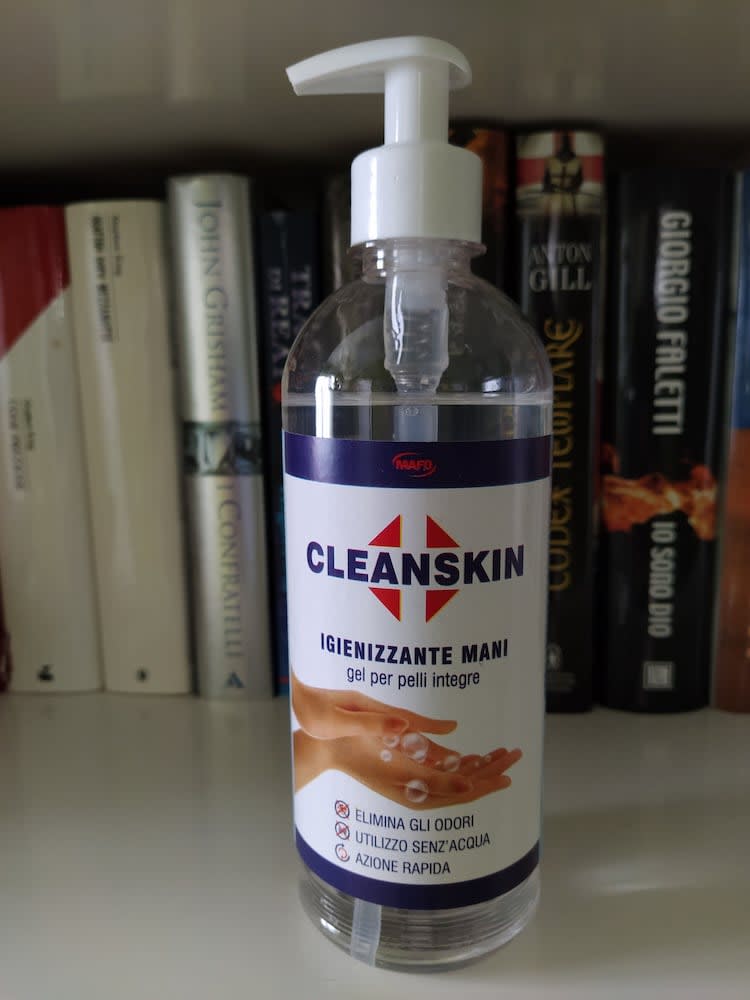 JOHN GRISHAM
I CONFRATELLI
ANTON
GILL
CODEX TEMPLARE
GIORGIO FALETTI
IO SONO DIO
MAFO
CLEANSKIN
IGIENIZZANTE MANI
gel per pelli integre
ELIMINA GLI ODORI
UTILIZZO SENZ'ACQUA
AZIONE RAPIDA